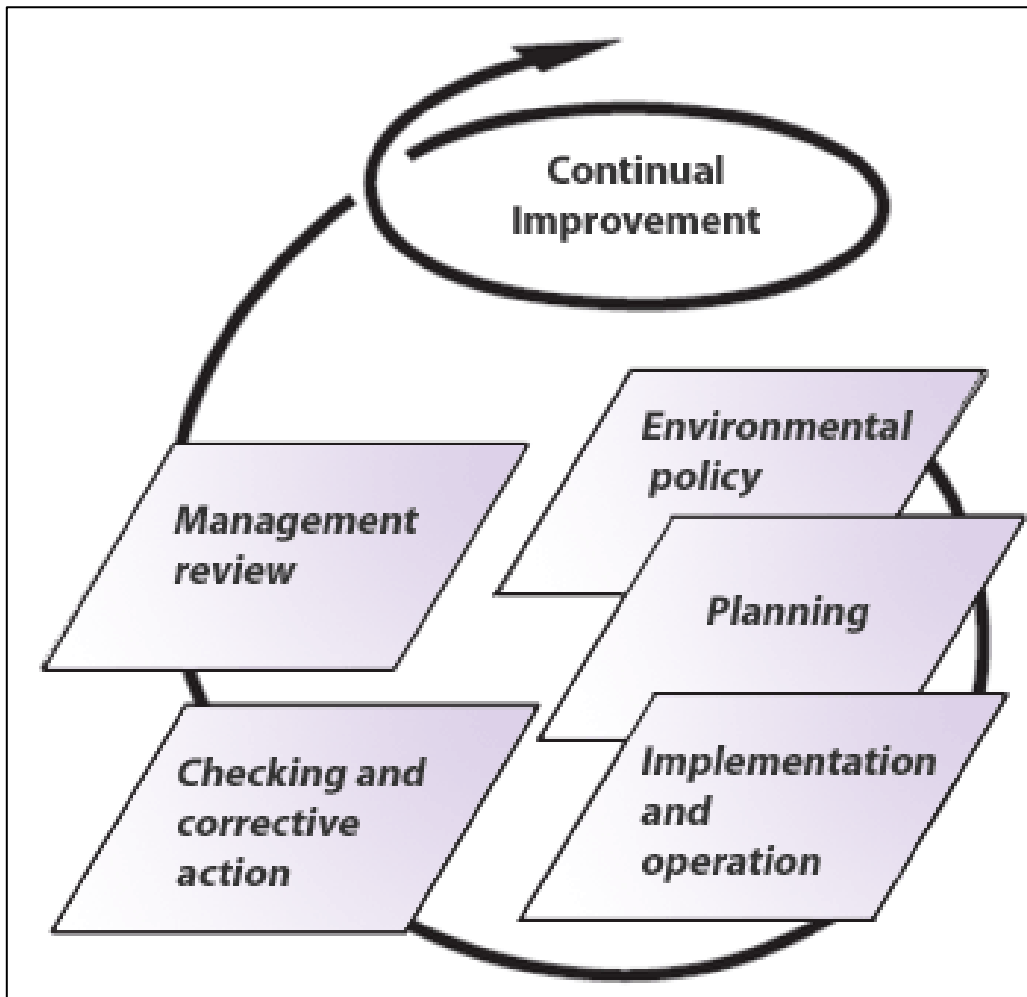 Continual
Improvement
Environmental
policy
Planning
Implementation
and
operation
Checking and
corrective
action
Management
review